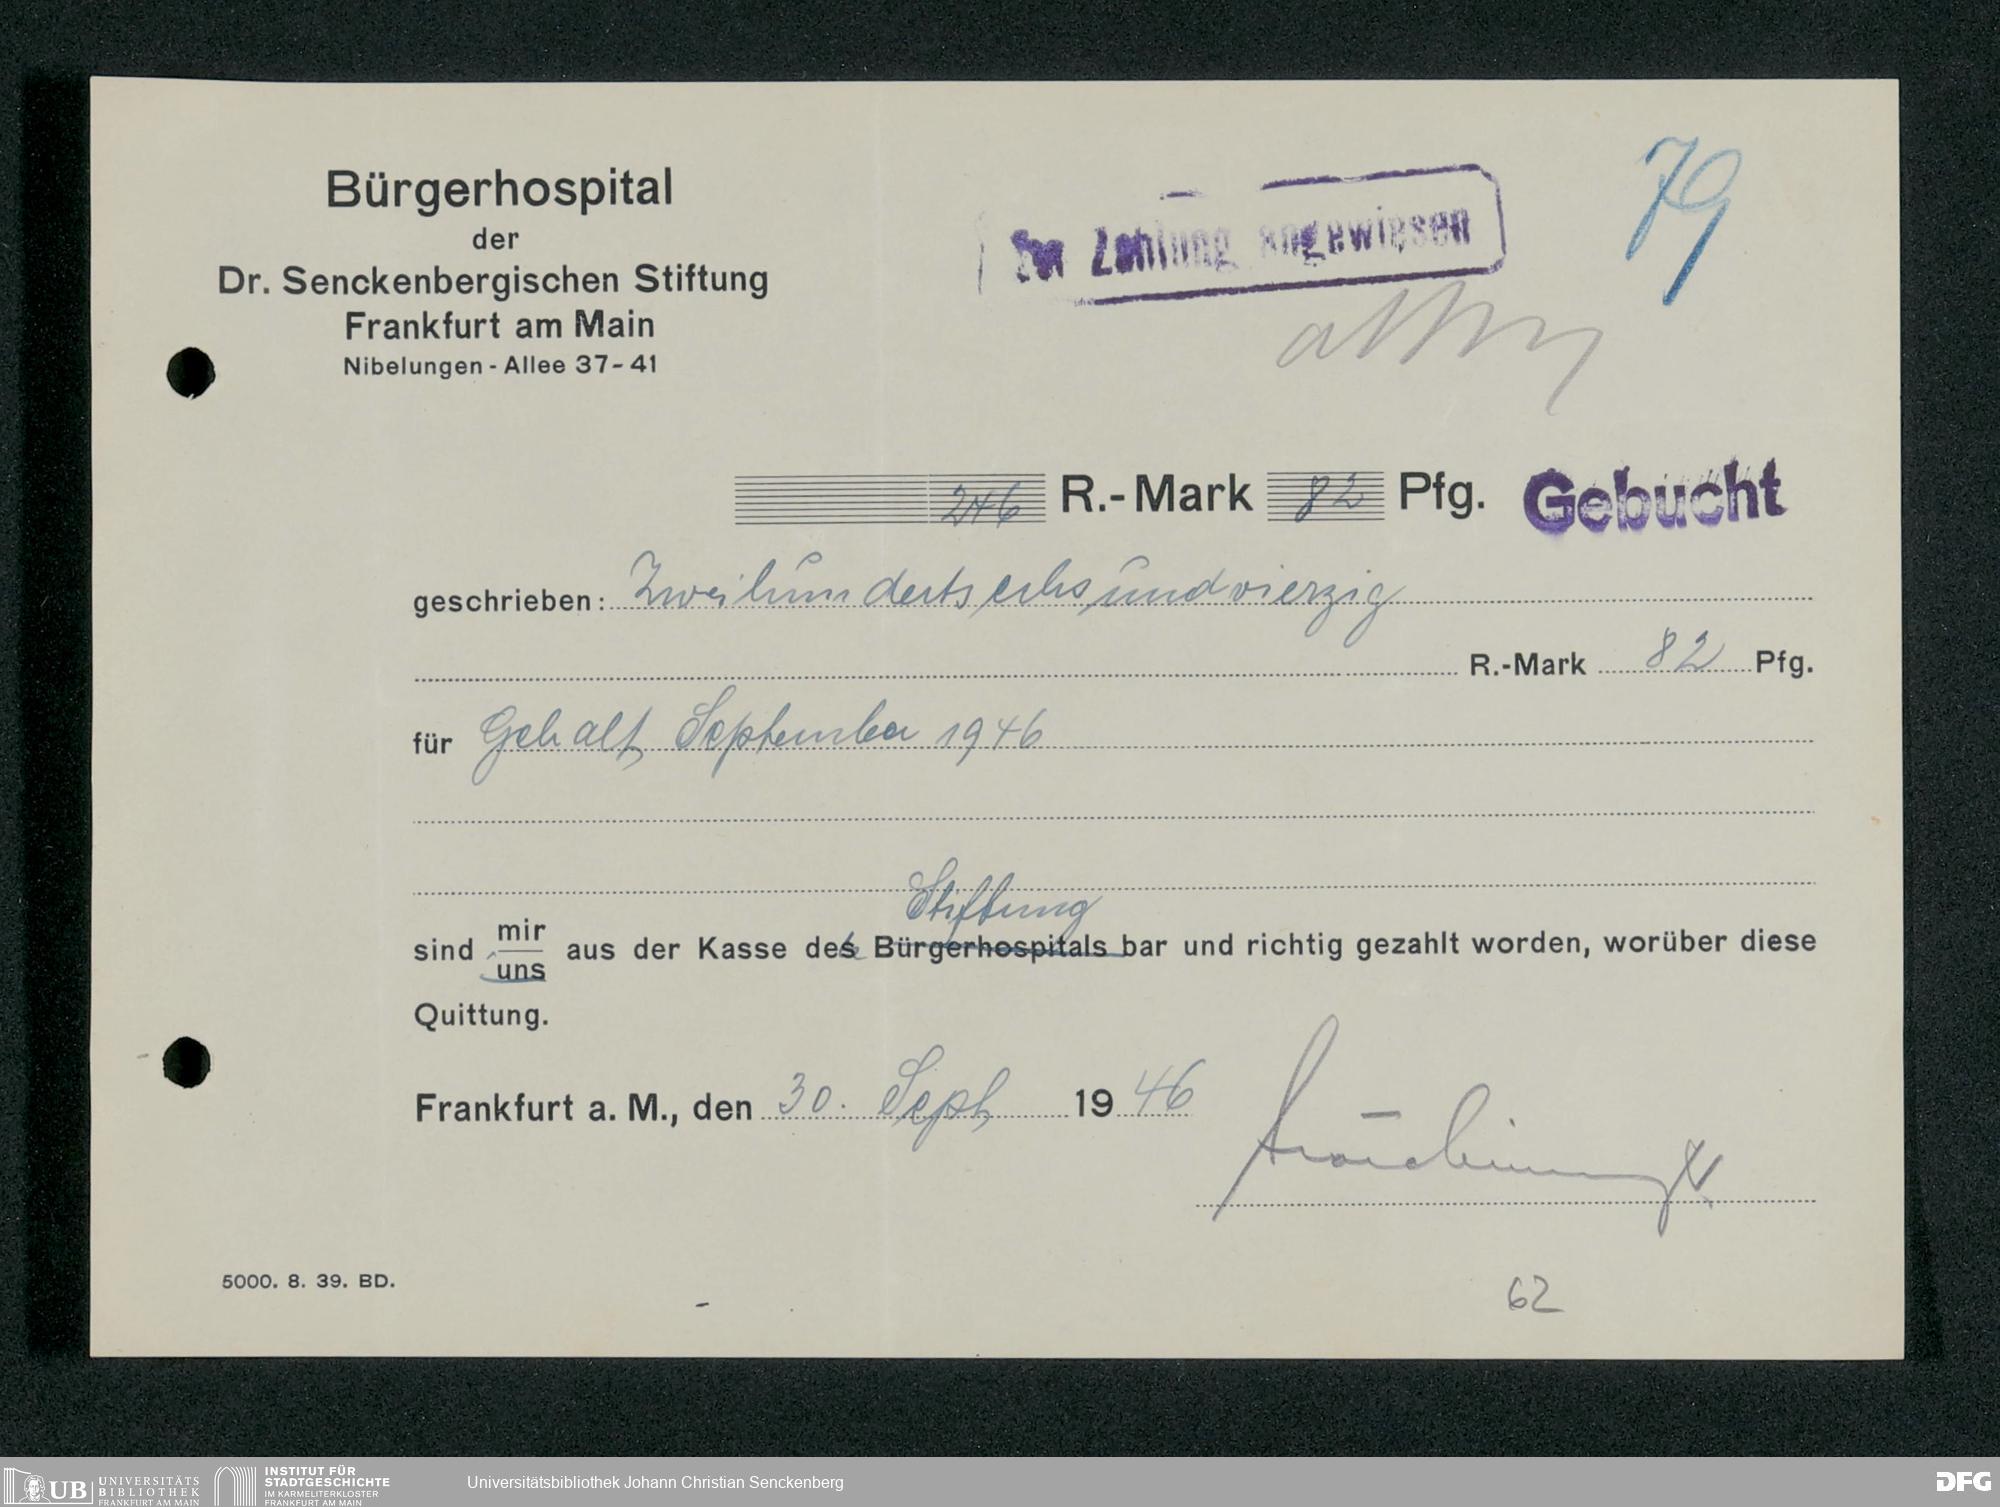 Bürgerhospital
der
Dr. Senckenbergischen Stiftung
Frankfurt am Main
Nibelungen-Allee 37-41
Zur Zahlung angewiesen
79
246 R.-Mark 82 Pfg. Gebucht
geschrieben: Zweihundertsechsundvierzig
R.-Mark 82 Pfg.
für Gehalt September 1946
Stiftung
sind mir
uns aus der Kasse des Bürgerhospitals bar und richtig gezahlt worden, worüber diese
Quittung.
Frankfurt a. M., den 30. Sept 1946
5000. 8. 39. BD.
62
UB UNIVERSITÄTS
BIBLIOTHEK
FRANKFURT AM MAIN
INSTITUT FÜR
STADTGESCHICHTE
IM KARMELITERKLOSTER
FRANKFURT AM MAIN
Universitätsbibliothek Johann Christian Senckenberg
DFG